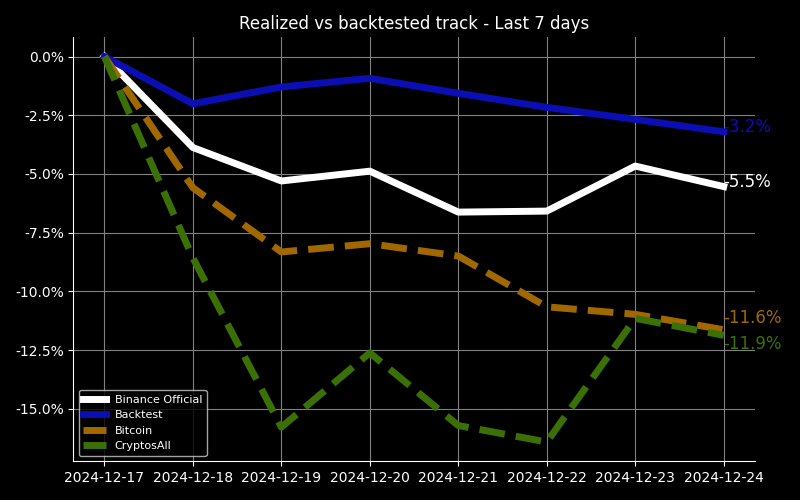 Realized vs backtested track - Last 7 days
0.0%
-2.5%
-5.0%
-7.5%
-10.0%
-12.5%
-15.0%
-3.2%
-5.5%
-11.6%
-11.9%
Binance Official
Backtest
Bitcoin
CryptosAll
2024-12-17 2024-12-18 2024-12-19 2024-12-20 2024-12-21 2024-12-22 2024-12-23 2024-12-24